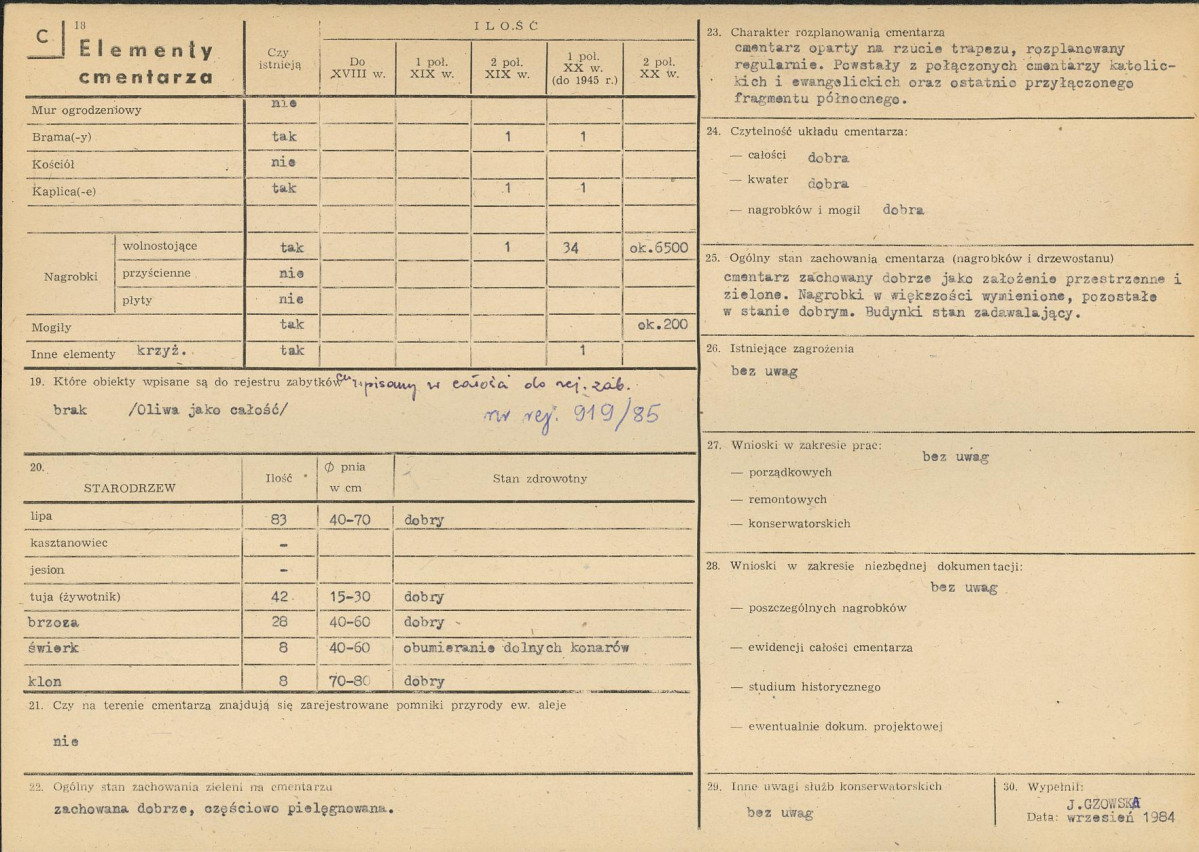 C
18
Elementy
cmentarza
Czy
istnieją
ILOŚĆ
Do
XVIII w.
1 poł.
XIX w.
2 poł.
XIX w.
1 poł.
XX w.
(do 1945 r.)
2 poł.
XX w.
Mur ogrodzeniowy nie
Brama(-y) tak 1 1
Kościół nie
Kaplica(-e) tak 1 1
Nagrobki
wolnostojące tak 1 34 ok.6500
przyścienne nie
płyty nie
Mogiły tak ok.200
Inne elementy krzyż. tak 1
19. Które obiekty wpisane są do rejestru zabytków
wpisany w całości do rej. zab.
brak /Oliwa jako całość/ nr rej. 919/85
20.
STARODRZEW
Ilość
Ø pnia
w cm
Stan zdrowotny
lipa 83 40-70 dobry
kasztanowiec -
jesion -
tuja (żywotnik) 42 15-30 dobry
brzoza 28 40-60 dobry
świerk 8 40-60 obumieranie dolnych konarów
klon 8 70-80 dobry
21. Czy na terenie cmentarza znajdują się zarejestrowane pomniki przyrody ew. aleje
nie
22. Ogólny stan zachowania zieleni na cmentarzu
zachowana dobrze, częściowo pielęgnowana.
23. Charakter rozplanowania cmentarza
cmentarz oparty na rzucie trapezu, rozplanowany
regularnie. Powstały z połączonych cmentarzy katolic-
kich i ewangelickich oraz ostatnio przyłączonego
fragmentu północnego.
24. Czytelność układu cmentarza:
— całości dobra
— kwater dobra
— nagrobków i mogił dobra
25. Ogólny stan zachowania cmentarza (nagrobków i drzewostanu)
cmentarz zachowany dobrze jako założenie przestrzenne i
zielone. Nagrobki w większości wymienione, pozostałe
w stanie dobrym. Budynki stan zadawalający.
26. Istniejące zagrożenia
bez uwag
27. Wnioski w zakresie prac:
bez uwag
— porządkowych
— remontowych
— konserwatorskich
28. Wnioski w zakresie niezbędnej dokumentacji:
bez uwag
— poszczególnych nagrobków
— ewidencji całości cmentarza
— studium historycznego
— ewentualnie dokum. projektowej
29. Inne uwagi służb konserwatorskich
bez uwag
30. Wypełnił:
J.GZOWSKA
Data: wrzesień 1984